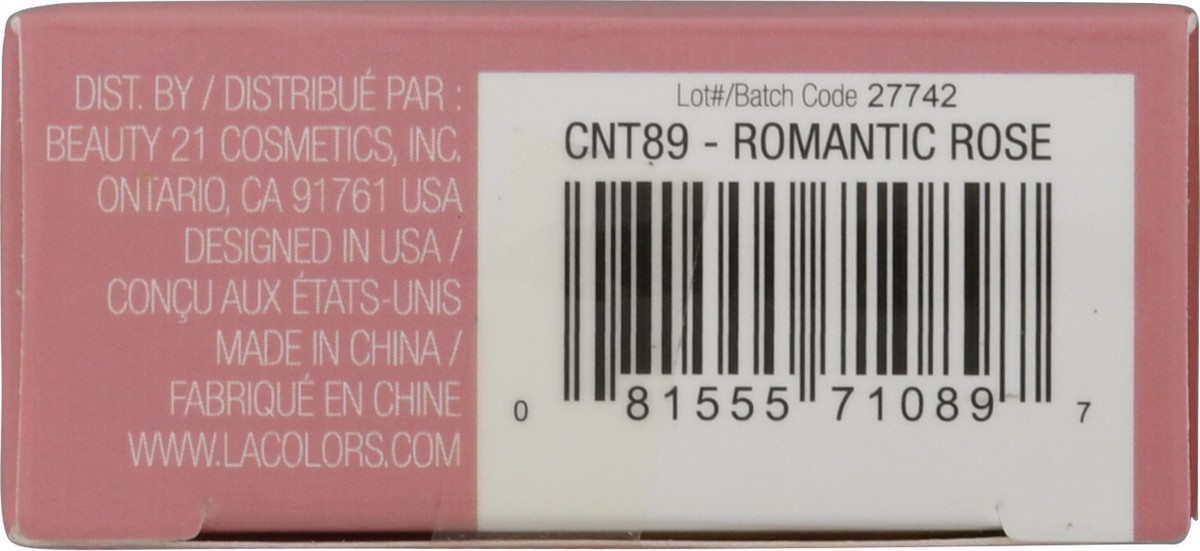 DIST. BY / DISTRIBUÉ PAR :
BEAUTY 21 COSMETICS, INC.
ONTARIO, CA 91761 USA
DESIGNED IN USA /
CONÇU AUX ÉTATS-UNIS
MADE IN CHINA /
FABRIQUÉ EN CHINE
WWW.LACOLORS.COM
Lot#/Batch Code 27742
CNT89 - ROMANTIC ROSE
0 81555 71089 7